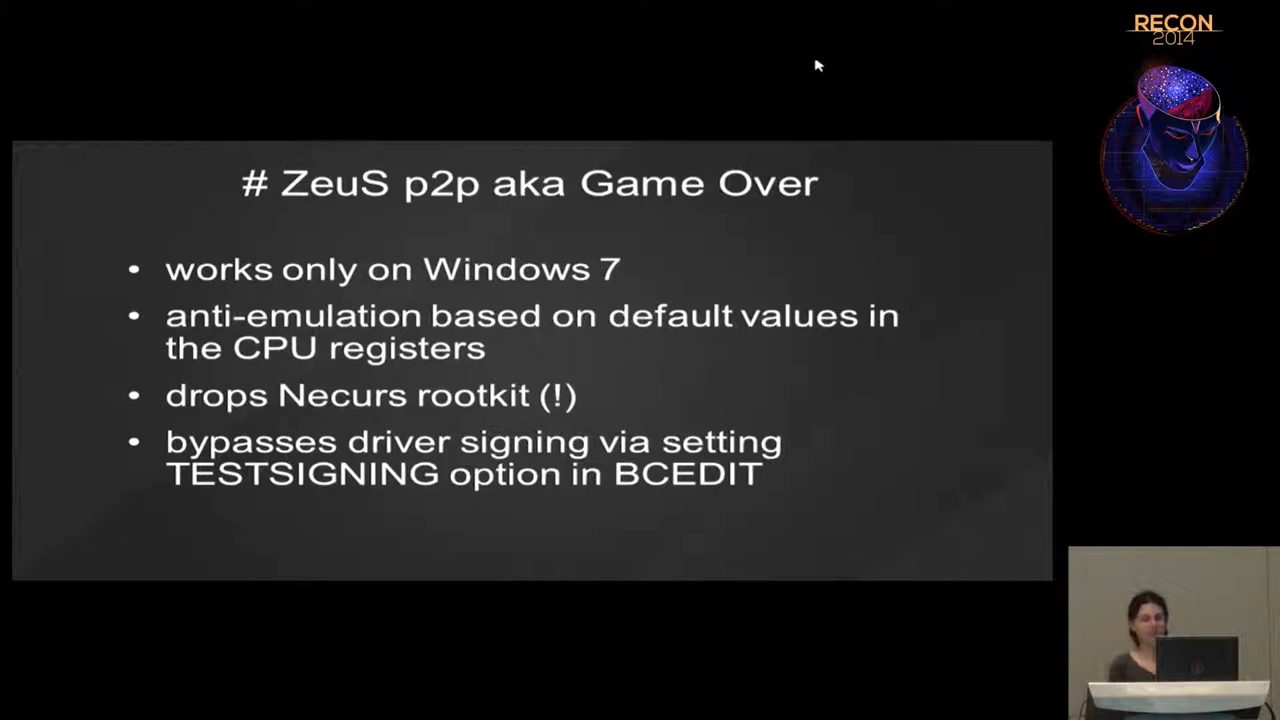 RECON
2014
# ZeuS p2p aka Game Over
• works only on Windows 7
• anti-emulation based on default values in
the CPU registers
• drops Necurs rootkit (!)
• bypasses driver signing via setting
TESTSIGNING option in BCEDIT